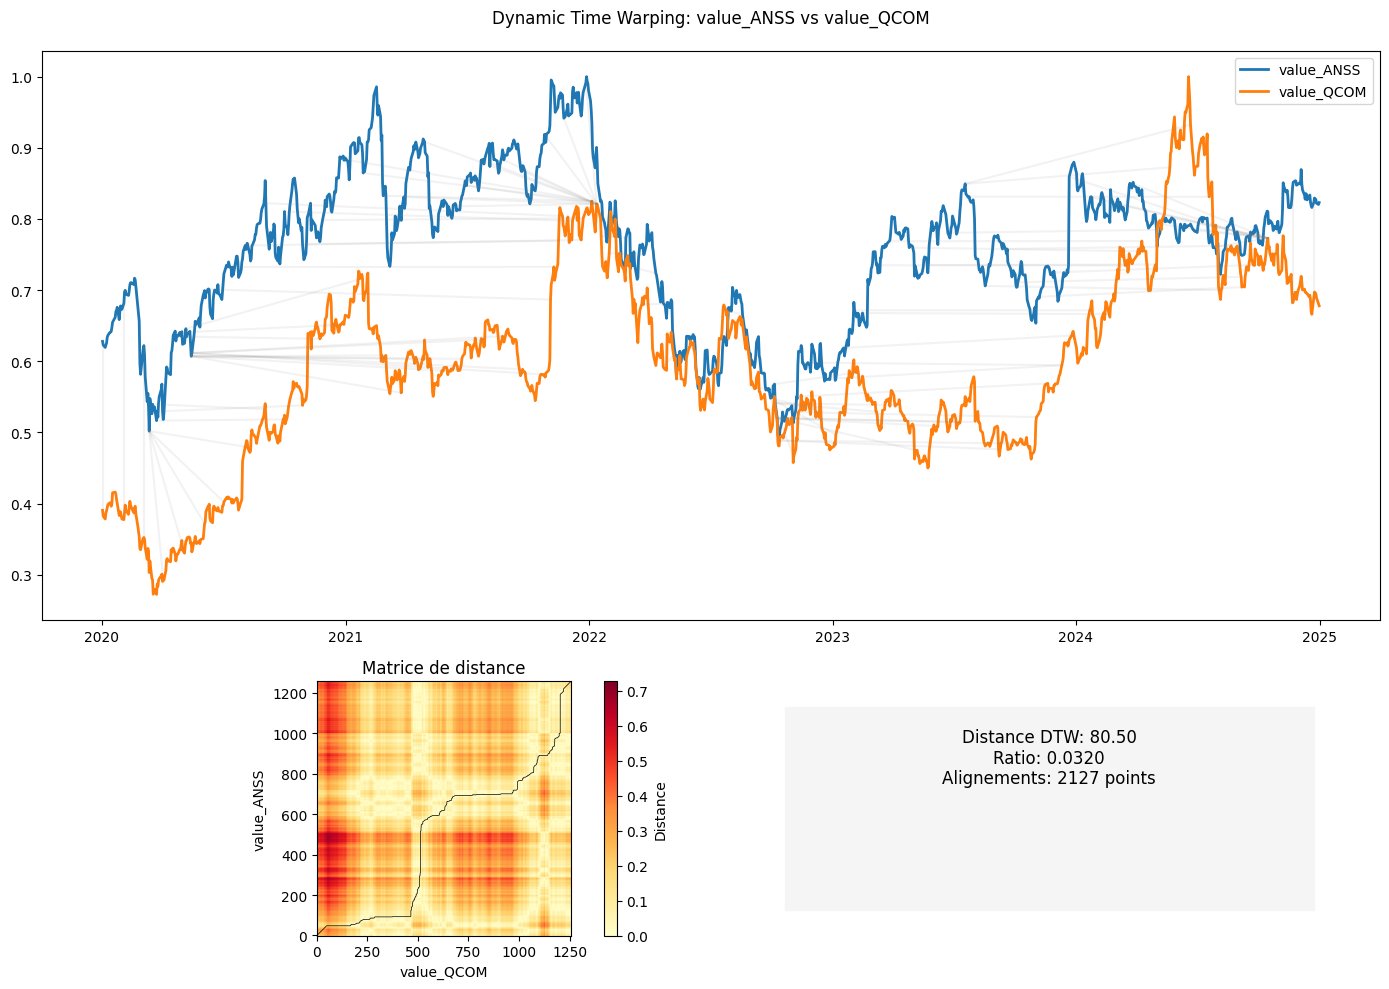 Dynamic Time Warping: value_ANSS vs value_QCOM
value_ANSS
value_QCOM
1.0
0.9
0.8
0.7
0.6
0.5
0.4
0.3
2020 2021 2022 2023 2024 2025
Matrice de distance
1200
1000
800
600
400
200
0
value_ANSS
0 250 500 750 1000 1250
value_QCOM
0.7
0.6
0.5
0.4
0.3
0.2
0.1
0.0
Distance
Distance DTW: 80.50
Ratio: 0.0320
Alignements: 2127 points